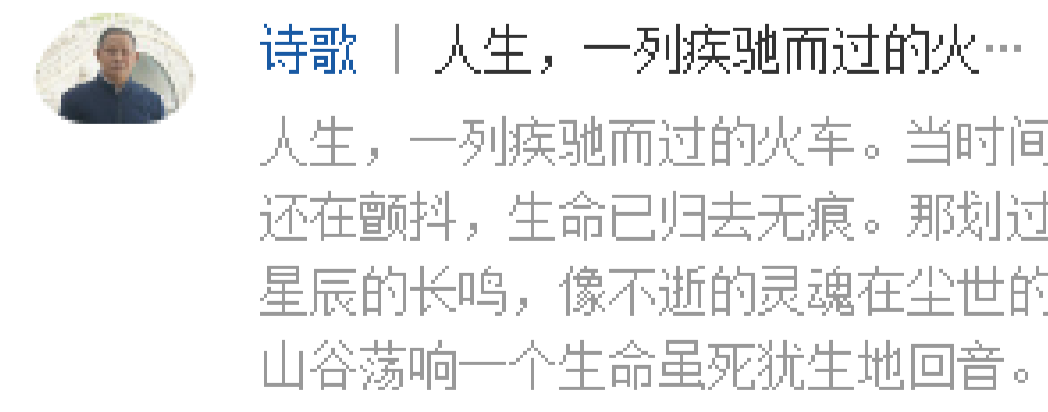 诗歌 | 人生，一列疾驰而过的火…
人生，一列疾驰而过的火车。当时间
还在颤抖，生命已归去无痕。那划过
星辰的长鸣，像不逝的灵魂在尘世的
山谷荡响一个生命虽死犹生地回音。